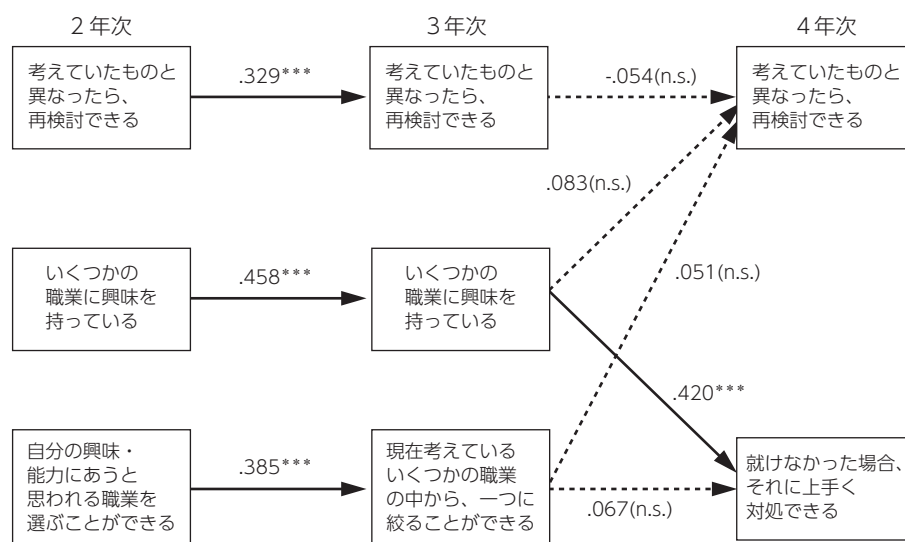 2年次
3年次
4年次
考えていたものと
異なったら、
再検討できる
.329***
考えていたものと
異なったら、
再検討できる
-.054(n.s.)
考えていたものと
異なったら、
再検討できる
.083(n.s.)
いくつかの
職業に興味を
持っている
.458***
いくつかの
職業に興味を
持っている
.051(n.s.)
.420***
自分の興味・
能力にあうと
思われる職業を
選ぶことができる
.385***
現在考えている
いくつかの職業
の中から、一つに
絞ることができる
.067(n.s.)
就けなかった場合、
それに上手く
対処できる